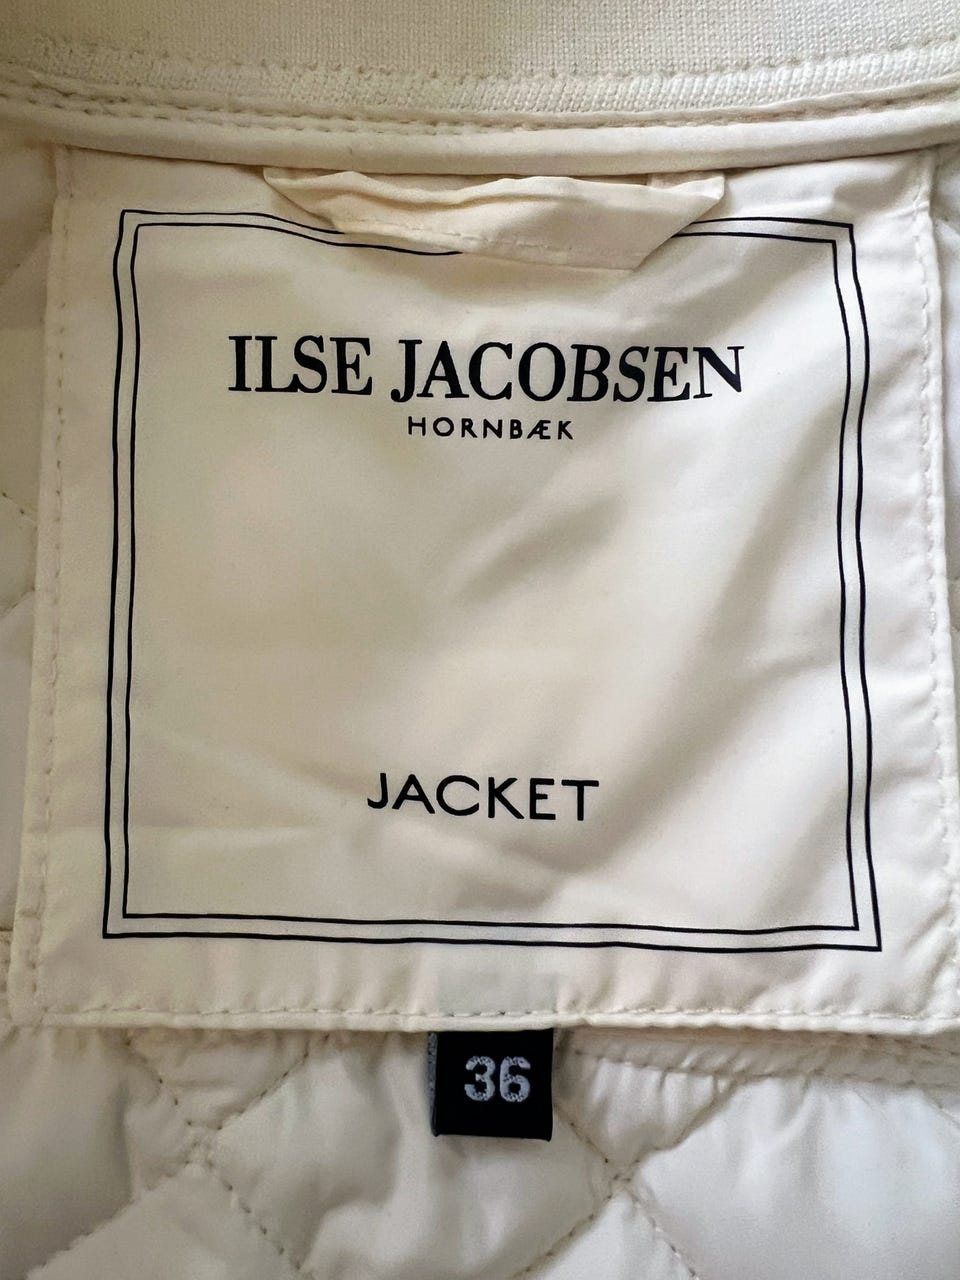 ILSE JACOBSEN
HORNBÆK
JACKET
36